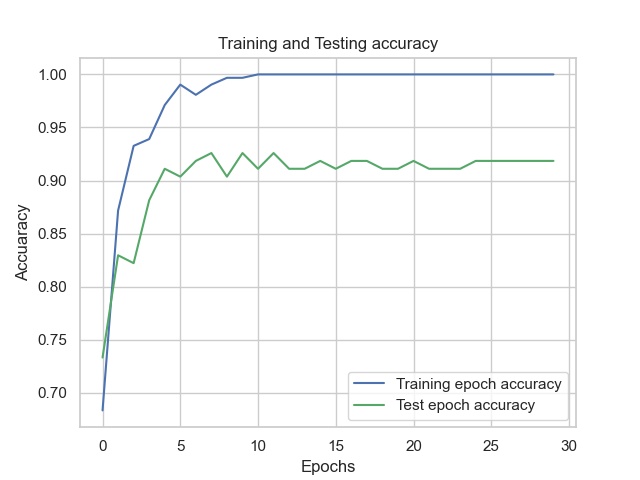 Training and Testing accuracy
1.00
0.95
0.90
0.85
0.80
0.75
0.70
Accuaracy
Training epoch accuracy
Test epoch accuracy
0 5 10 15 20 25 30
Epochs